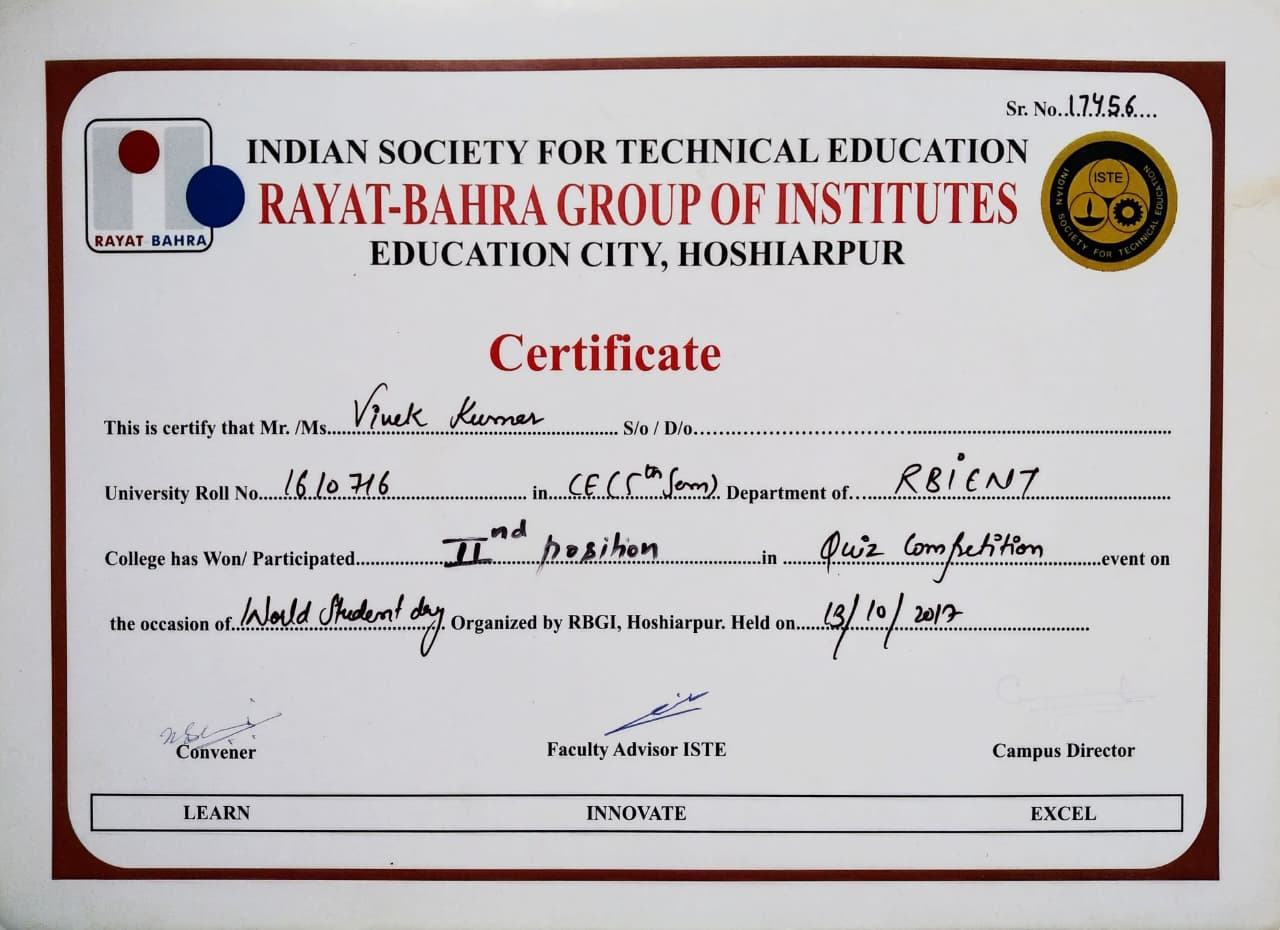 Sr. No..17456....
RAYAT BAHRA
INDIAN SOCIETY FOR TECHNICAL EDUCATION
RAYAT-BAHRA GROUP OF INSTITUTES
EDUCATION CITY, HOSHIARPUR
ISTE
INDIAN SOCIETY FOR TECHNICAL EDUCATION
Certificate
This is certify that Mr. /Ms. Vivek Kumar S/o / D/o
University Roll No. 1610716 in CE (5th Sem) Department of RBIENT
College has Won/ Participated IInd position in Quiz Competition event on
the occasion of World Student day Organized by RBGI, Hoshiarpur. Held on 13/10/2017
Convener Faculty Advisor ISTE Campus Director
LEARN INNOVATE EXCEL